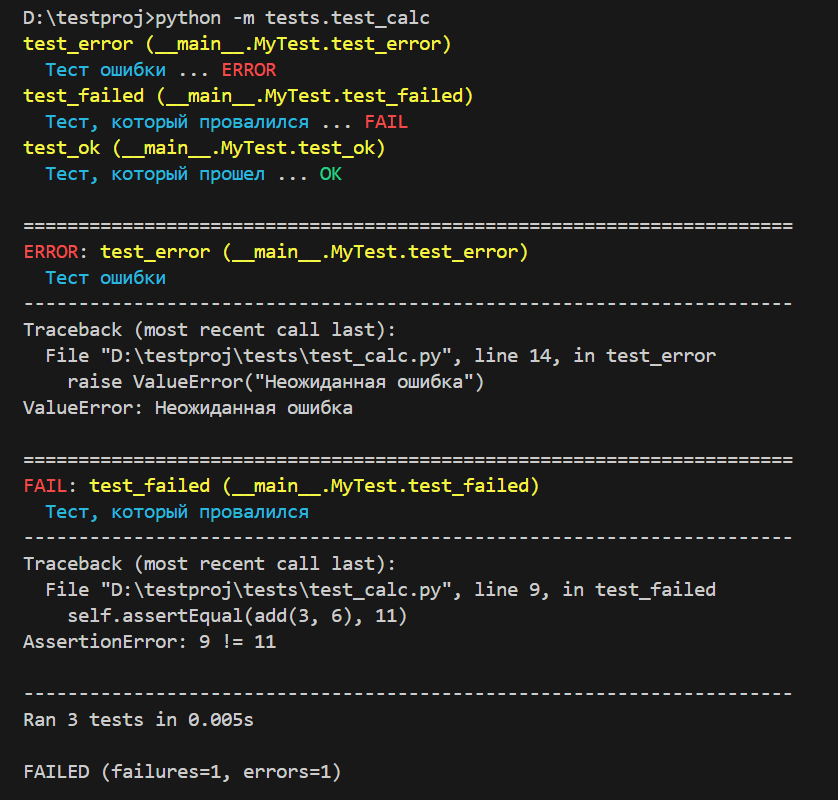 D:\testproj>python -m tests.test_calc
test_error (__main__.MyTest.test_error)
  Тест ошибки ... ERROR
test_failed (__main__.MyTest.test_failed)
  Тест, который провалился ... FAIL
test_ok (__main__.MyTest.test_ok)
  Тест, который прошел ... OK

======================================================================
ERROR: test_error (__main__.MyTest.test_error)
  Тест ошибки
----------------------------------------------------------------------
Traceback (most recent call last):
  File "D:\testproj\tests\test_calc.py", line 14, in test_error
    raise ValueError("Неожиданная ошибка")
ValueError: Неожиданная ошибка

======================================================================
FAIL: test_failed (__main__.MyTest.test_failed)
  Тест, который провалился
----------------------------------------------------------------------
Traceback (most recent call last):
  File "D:\testproj\tests\test_calc.py", line 9, in test_failed
    self.assertEqual(add(3, 6), 11)
AssertionError: 9 != 11

----------------------------------------------------------------------
Ran 3 tests in 0.005s

FAILED (failures=1, errors=1)